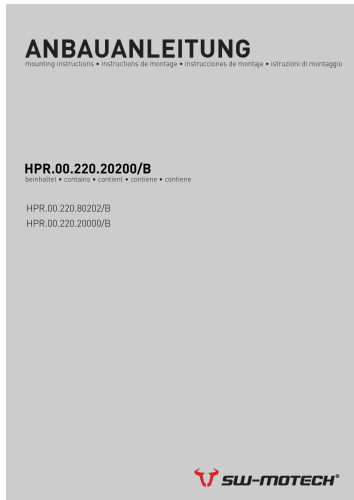 ANBAUANLEITUNG
mounting instructions • instructions de montage • instrucciones de montaje • istruzioni di montaggio
HPR.00.220.20200/B
beinhaltet • contains • contient • contiene • contiene
HPR.00.220.80202/B
HPR.00.220.20000/B
SW-MOTECH®